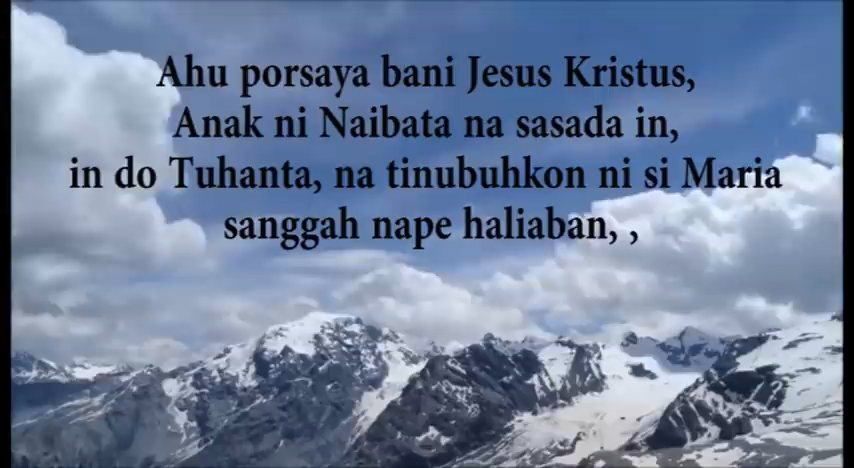 Ahu porsaya bani Jesus Kristus,
Anak ni Naibata na sasada in,
in do Tuhanta, na tinubuhkon ni si Maria
sanggah nape haliaban, ,